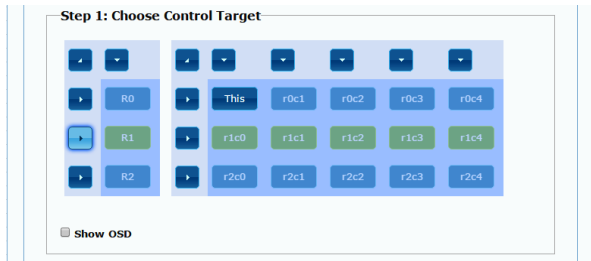 Step 1: Choose Control Target
R0 This r0c1 r0c2 r0c3 r0c4
R1 r1c0 r1c1 r1c2 r1c3 r1c4
R2 r2c0 r2c1 r2c2 r2c3 r2c4
Show OSD